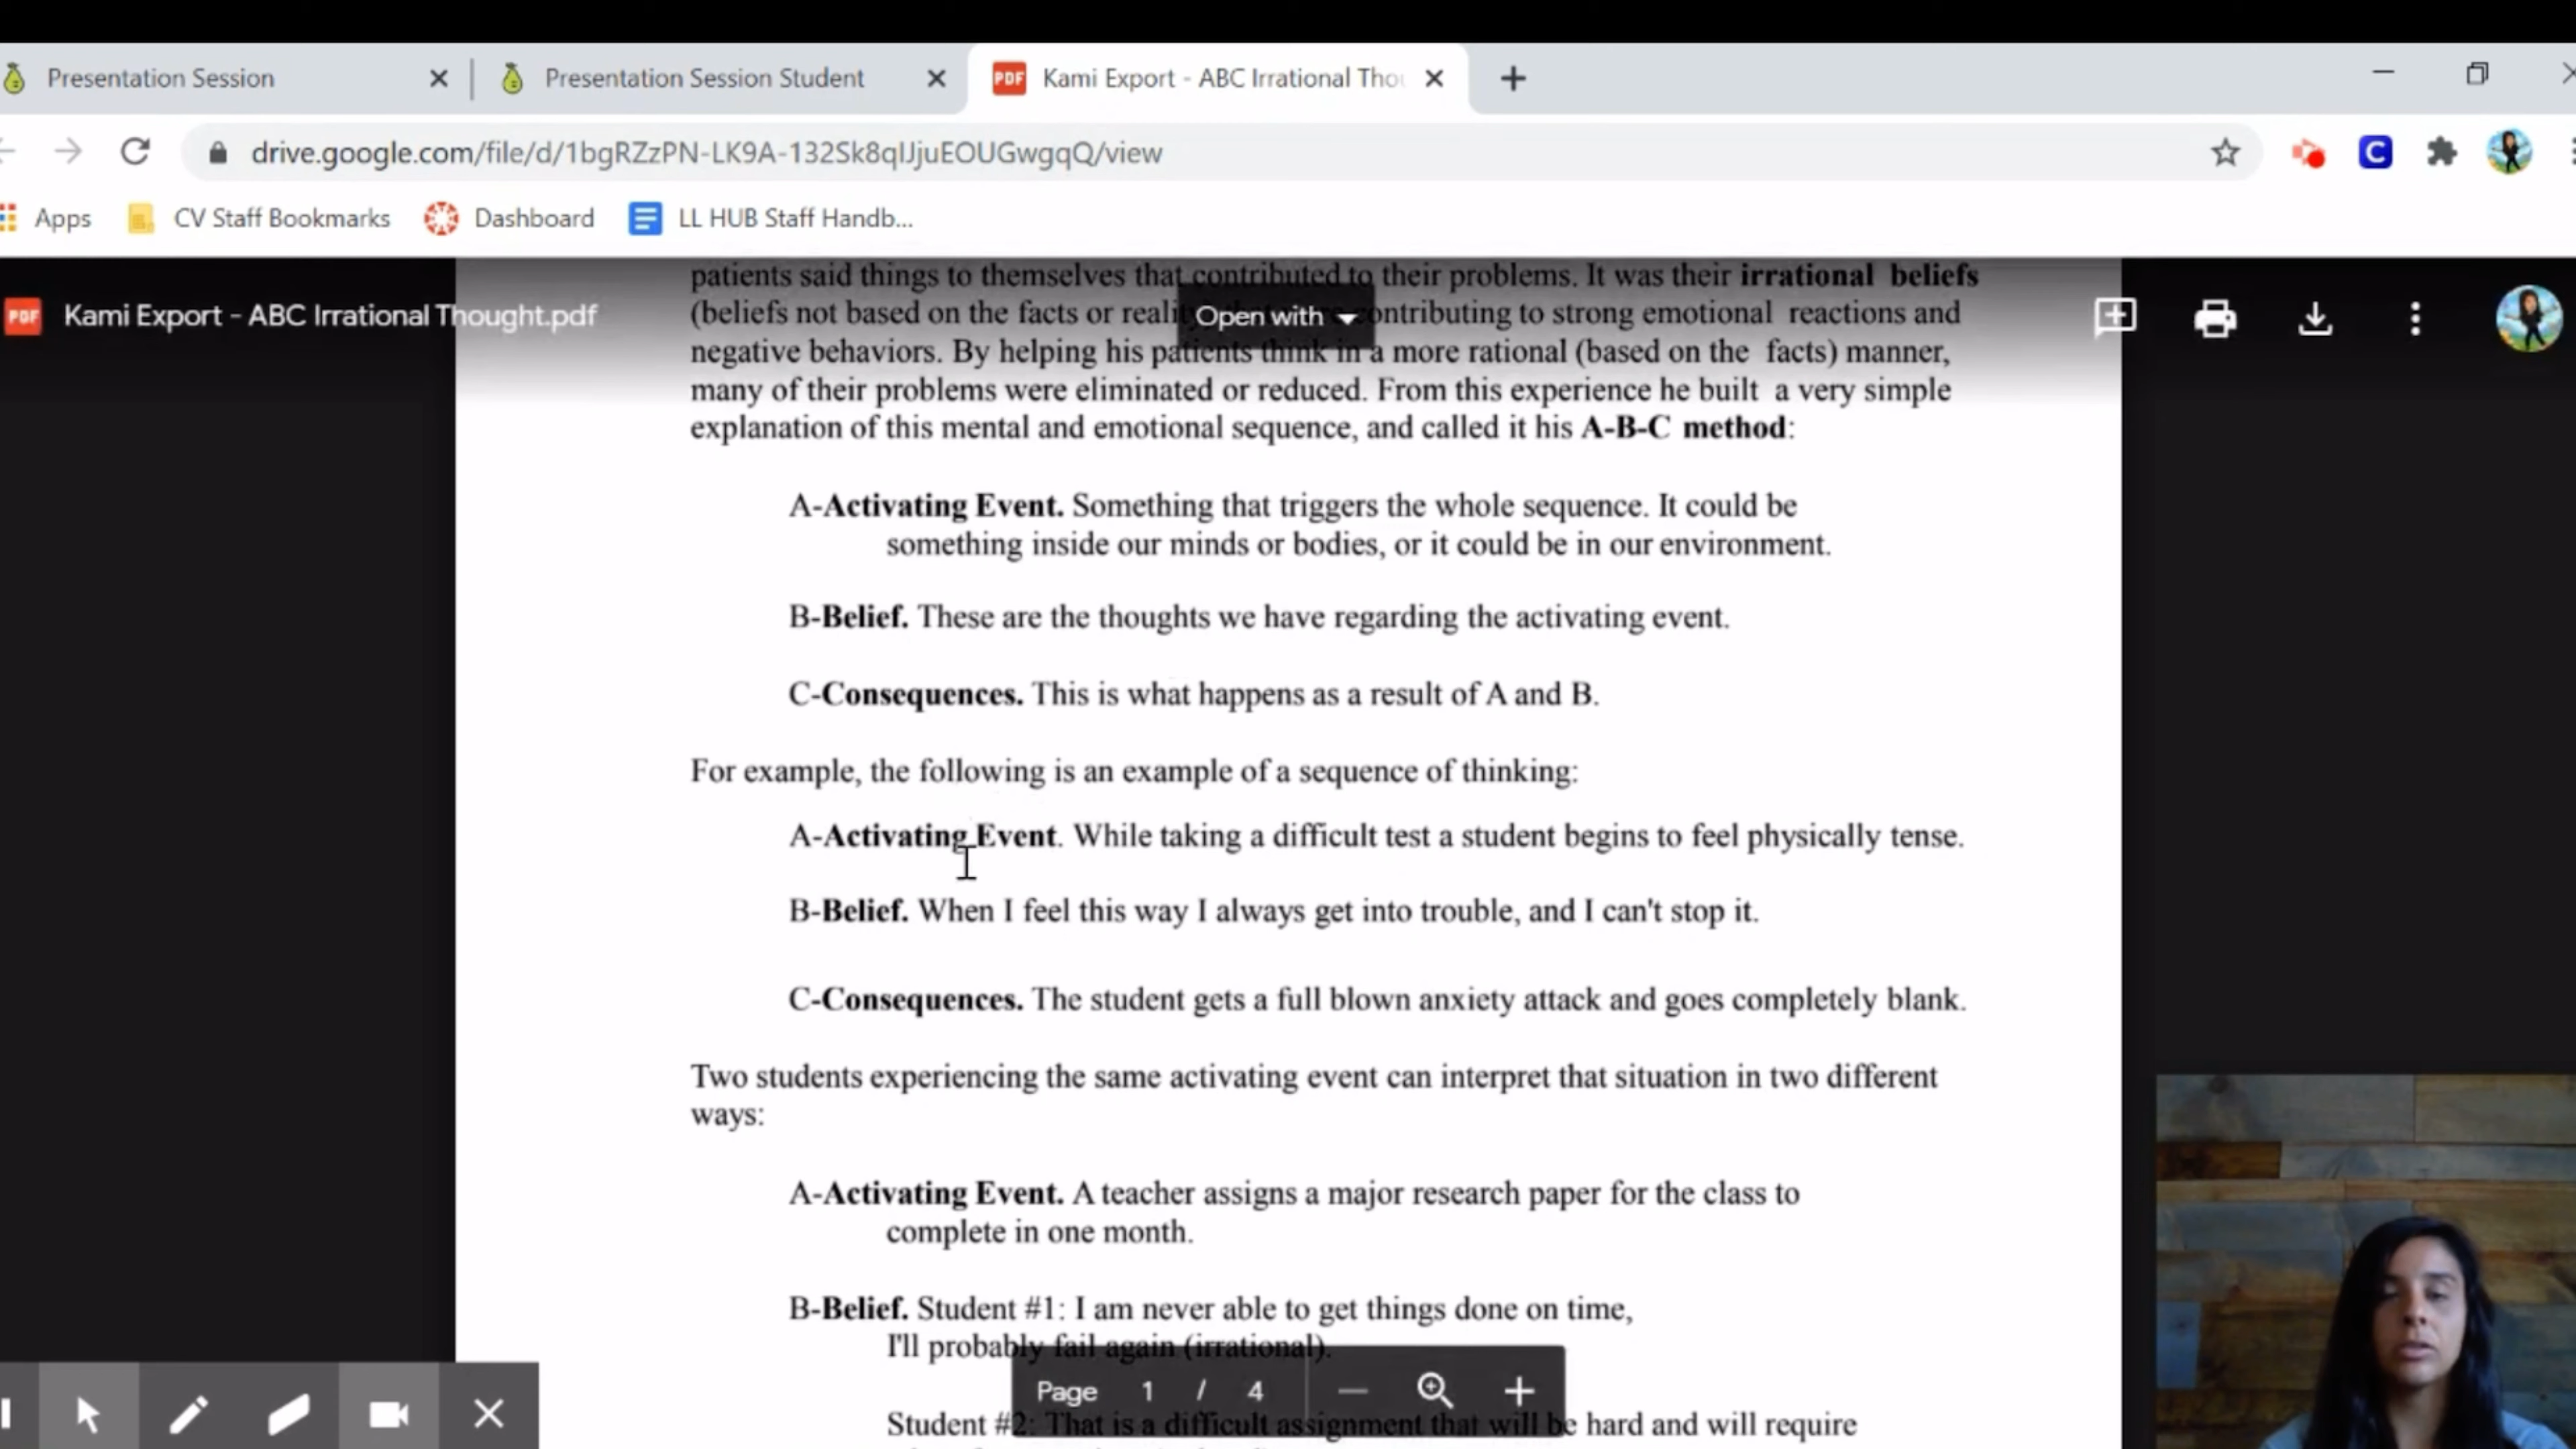 Presentation Session
Presentation Session Student
PDF Kami Export - ABC Irrational Tho
drive.google.com/file/d/1bgRZzPN-LK9A-132Sk8qlJjuEOUGwgqQ/view
C
Apps
CV Staff Bookmarks
Dashboard
LL HUB Staff Handb...
patients said things to themselves that contributed to their problems. It was their irrational beliefs
PDF Kami Export - ABC Irrational Thought.pdf
Open with
(beliefs not based on the facts or contributing to strong emotional reactions and
negative behaviors. By helping his patients think in a more rational (based on the facts) manner,
many of their problems were eliminated or reduced. From this experience he built a very simple
explanation of this mental and emotional sequence, and called it his A-B-C method:
A-Activating Event. Something that triggers the whole sequence. It could be
something inside our minds or bodies, or it could be in our environment.
B-Belief. These are the thoughts we have regarding the activating event.
C-Consequences. This is what happens as a result of A and B.
For example, the following is an example of a sequence of thinking:
A-Activating Event. While taking a difficult test a student begins to feel physically tense.
B-Belief. When I feel this way I always get into trouble, and I can't stop it.
C-Consequences. The student gets a full blown anxiety attack and goes completely blank.
Two students experiencing the same activating event can interpret that situation in two different
ways:
A-Activating Event. A teacher assigns a major research paper for the class to
complete in one month.
B-Belief. Student #1: I am never able to get things done on time,
I'll probably fail again (irrational).
Page 1 / 4
Student #2: That is a difficult assignment that will be hard and will require